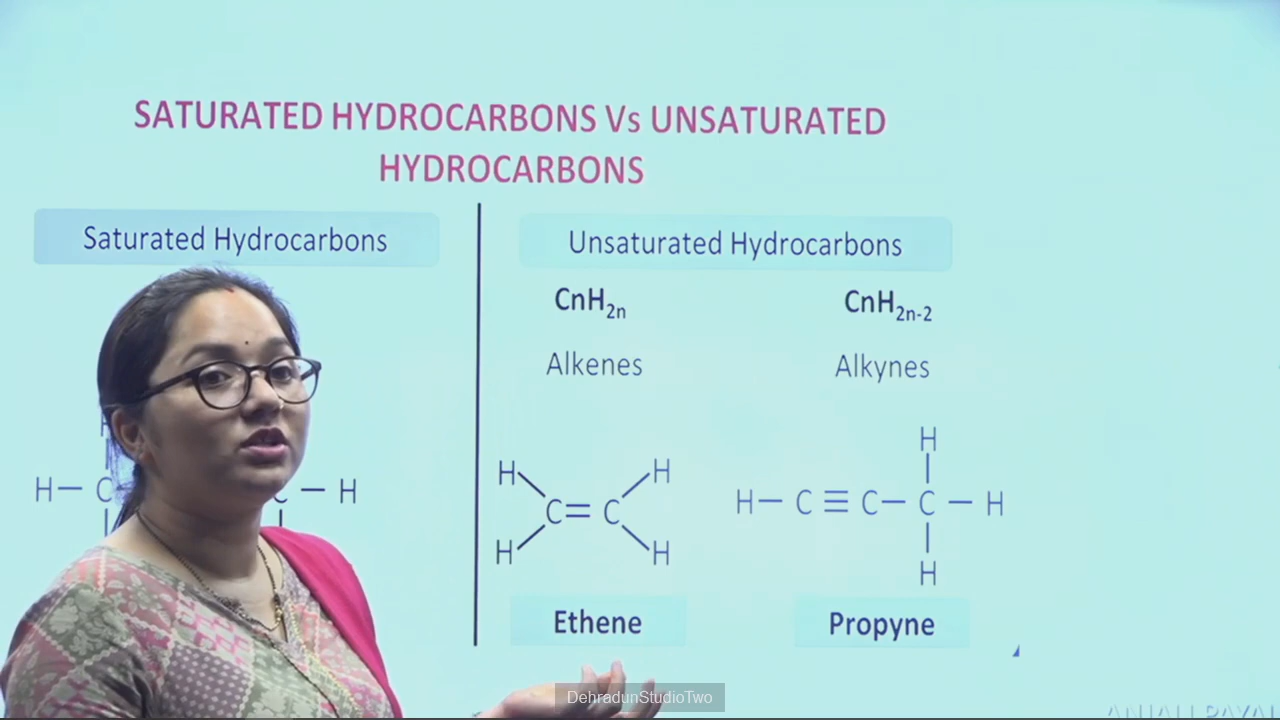 SATURATED HYDROCARBONS Vs UNSATURATED
HYDROCARBONS
Saturated Hydrocarbons
Unsaturated Hydrocarbons
CnH2n
CnH2n-2
Alkenes
Alkynes
H
H — C
C — H
H H
C = C
H H
H
H — C ≡ C — C — H
H
Ethene
Propyne
DehradunStudioTwo